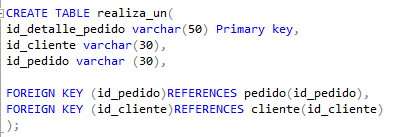 CREATE TABLE realiza_un(
id_detalle_pedido varchar(50) Primary key,
id_cliente varchar(30),
id_pedido varchar (30),
FOREIGN KEY (id_pedido)REFERENCES pedido(id_pedido),
FOREIGN KEY (id_cliente)REFERENCES cliente(id_cliente)
);